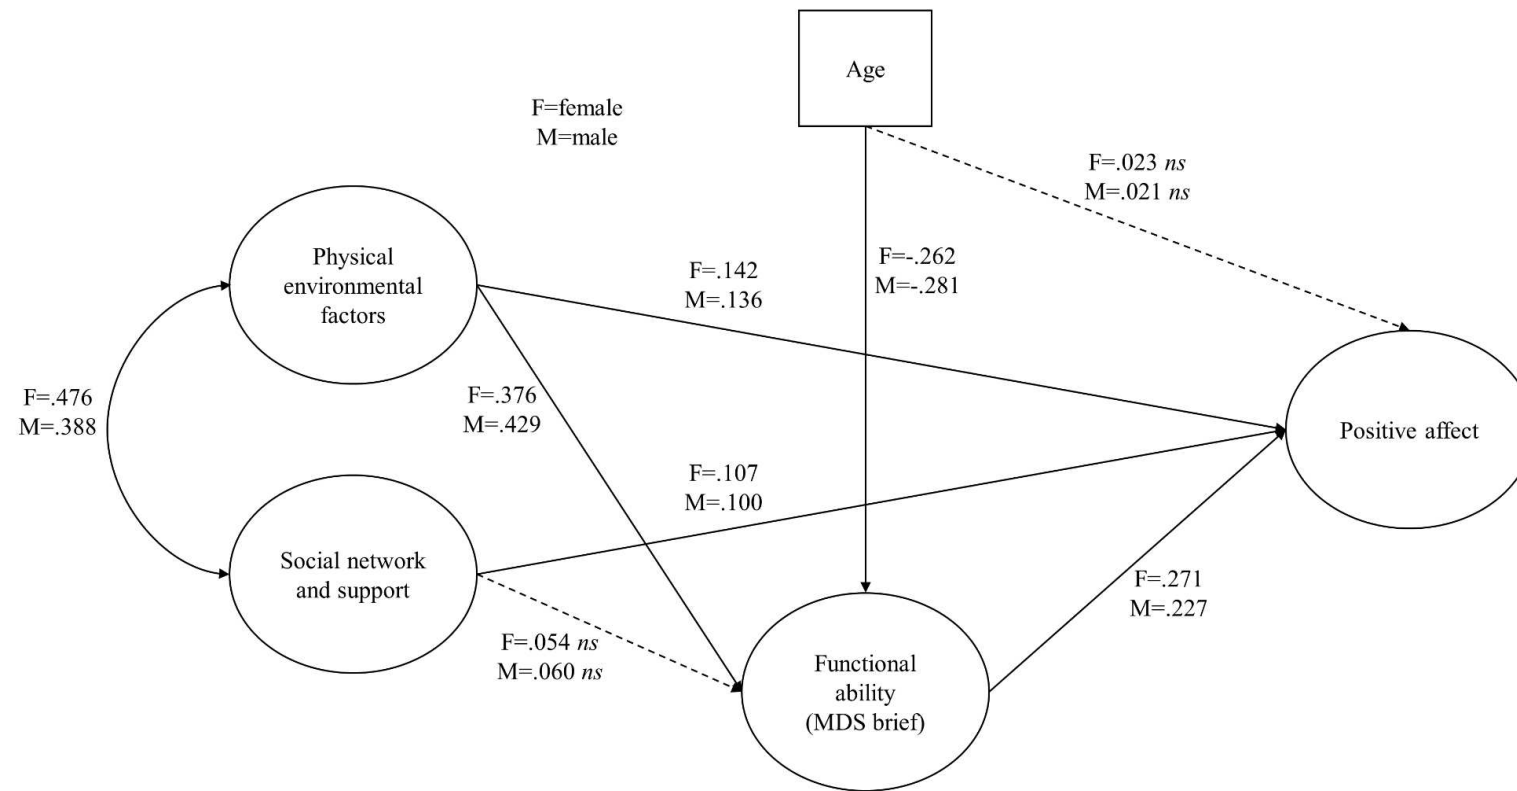 Age
F=female
M=male
F=.023 ns
M=.021 ns
Physical
environmental
factors
F=.142
M=.136
F=-.262
M=-.281
F=.476
M=.388
F=.376
M=.429
Positive affect
F=.107
M=.100
Social network
and support
F=.054 ns
M=.060 ns
F=.271
M=.227
Functional
ability
(MDS brief)